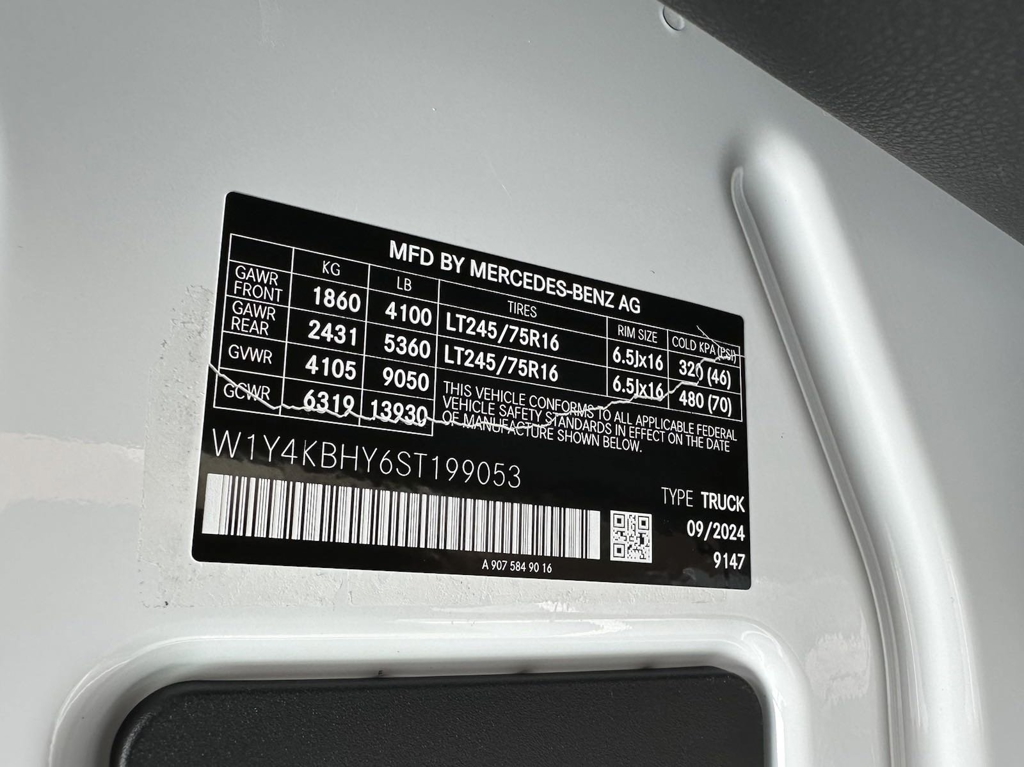 MFD BY MERCEDES-BENZ AG
KG LB TIRES RIM SIZE COLD KPA (PSI)
GAWR FRONT 1860 4100 LT245/75R16 6.5Jx16 320 (46)
GAWR REAR 2431 5360 LT245/75R16 6.5Jx16 480 (70)
GVWR 4105 9050
GCWR 6319 13930
THIS VEHICLE CONFORMS TO ALL APPLICABLE FEDERAL
VEHICLE SAFETY STANDARDS IN EFFECT ON THE DATE
OF MANUFACTURE SHOWN BELOW.
W1Y4KBHY6ST199053
TYPE TRUCK
09/2024
9147
A 907 584 90 16